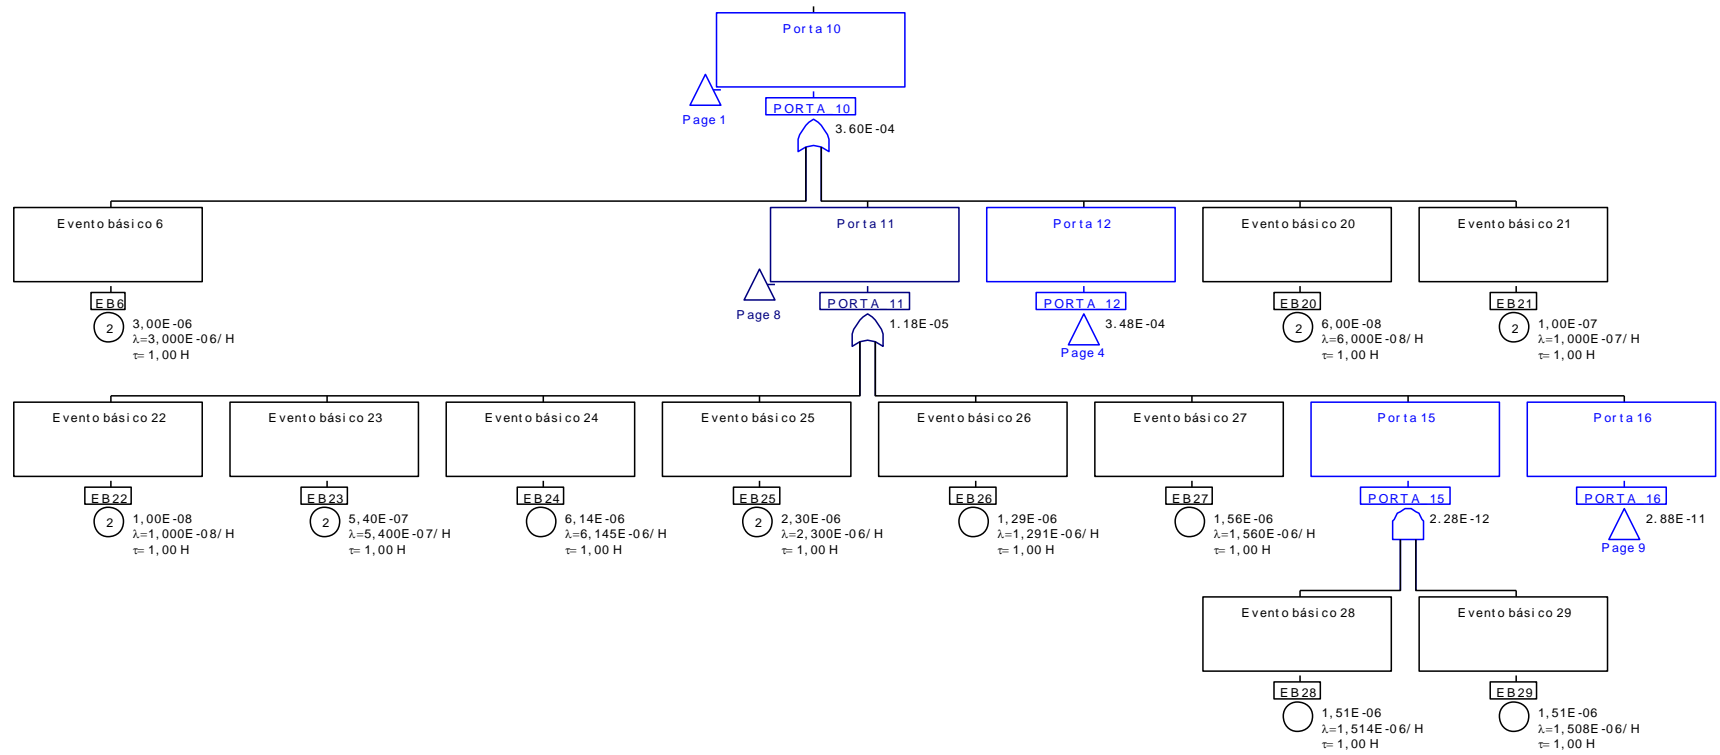 Porta 10
Page 1
PORTA 10
3.60E-04
Evento básico 6
Porta 11
Porta 12
Evento básico 20
Evento básico 21
EB6
2
3,00E-06
λ=3,000E-06/H
τ=1,00 H
Page 8
PORTA 11
1.18E-05
PORTA 12
3.48E-04
Page 4
EB20
2
6,00E-08
λ=6,000E-08/H
τ=1,00 H
EB21
2
1,00E-07
λ=1,000E-07/H
τ=1,00 H
Evento básico 22
Evento básico 23
Evento básico 24
Evento básico 25
Evento básico 26
Evento básico 27
Porta 15
Porta 16
EB22
2
1,00E-08
λ=1,000E-08/H
τ=1,00 H
EB23
2
5,40E-07
λ=5,400E-07/H
τ=1,00 H
EB24
6,14E-06
λ=6,145E-06/H
τ=1,00 H
EB25
2
2,30E-06
λ=2,300E-06/H
τ=1,00 H
EB26
1,29E-06
λ=1,291E-06/H
τ=1,00 H
EB27
1,56E-06
λ=1,560E-06/H
τ=1,00 H
PORTA 15
2.28E-12
PORTA 16
2.88E-11
Page 9
Evento básico 28
Evento básico 29
EB28
1,51E-06
λ=1,514E-06/H
τ=1,00 H
EB29
1,51E-06
λ=1,508E-06/H
τ=1,00 H